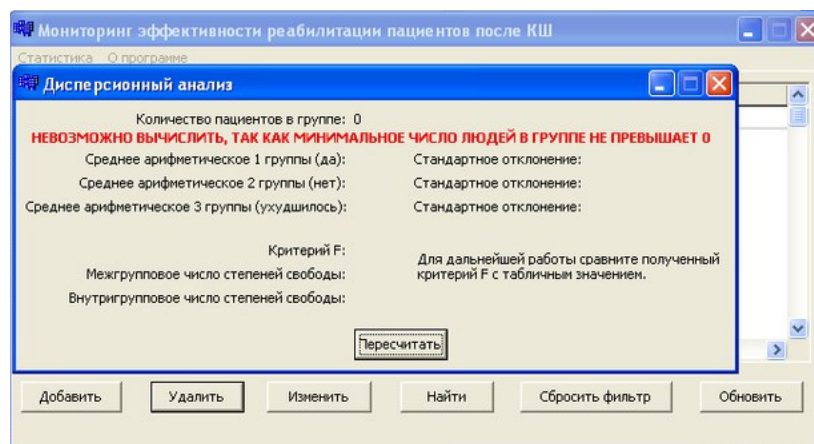 Мониторинг эффективности реабилитации пациентов после КШ
Статистика О программе
Дисперсионный анализ
Количество пациентов в группе: 0
НЕВОЗМОЖНО ВЫЧИСЛИТЬ, ТАК КАК МИНИМАЛЬНОЕ ЧИСЛО ЛЮДЕЙ В ГРУППЕ НЕ ПРЕВЫШАЕТ 0
Среднее арифметическое 1 группы (да): Стандартное отклонение:
Среднее арифметическое 2 группы (нет): Стандартное отклонение:
Среднее арифметическое 3 группы (ухудшилось): Стандартное отклонение:
Критерий F:
Межгрупповое число степеней свободы:
Внутригрупповое число степеней свободы:
Для дальнейшей работы сравните полученный
критерий F с табличным значением.
Пересчитать
Добавить Удалить Изменить Найти Сбросить фильтр Обновить